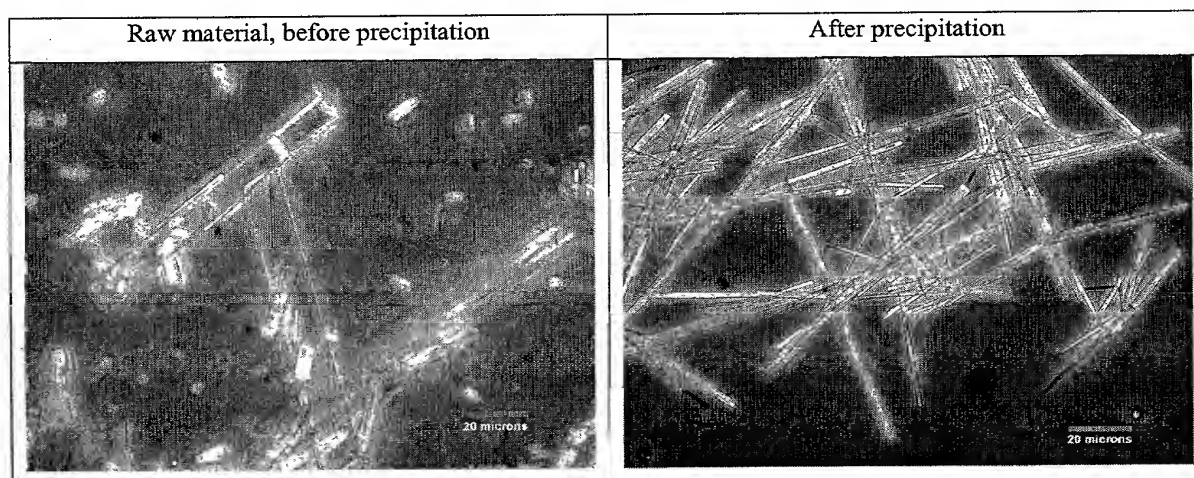 Raw material, before precipitation
After precipitation
20 microns
20 microns